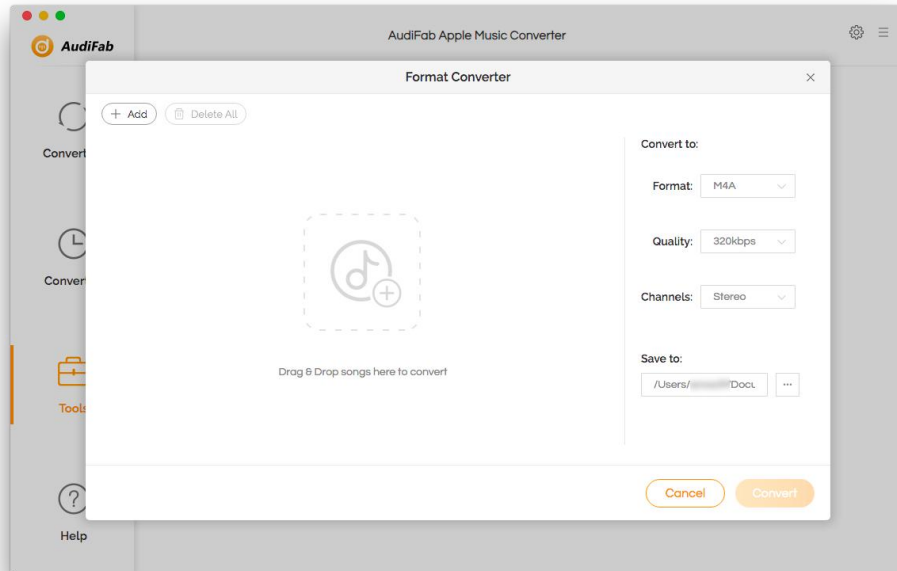 AudiFab
AudiFab Apple Music Converter
Format Converter
Add
Delete All
Convert
Convert to:
Format: M4A
Quality: 320kbps
Conver
Channels: Stereo
Save to:
Drag & Drop songs here to convert
/Users/ Docu
Tools
Cancel
Convert
Help